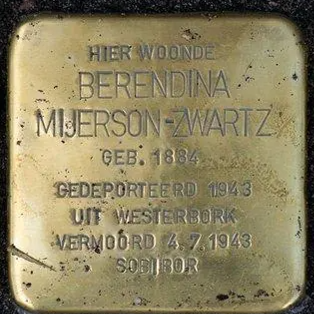 HIER WOONDE
BERENDINA
MIJERSON-ZWARTZ
GEB. 1884
GEDEPORTEERD 1943
UIT WESTERBORK
VERMOORD 4.7.1943
SOBIBOR